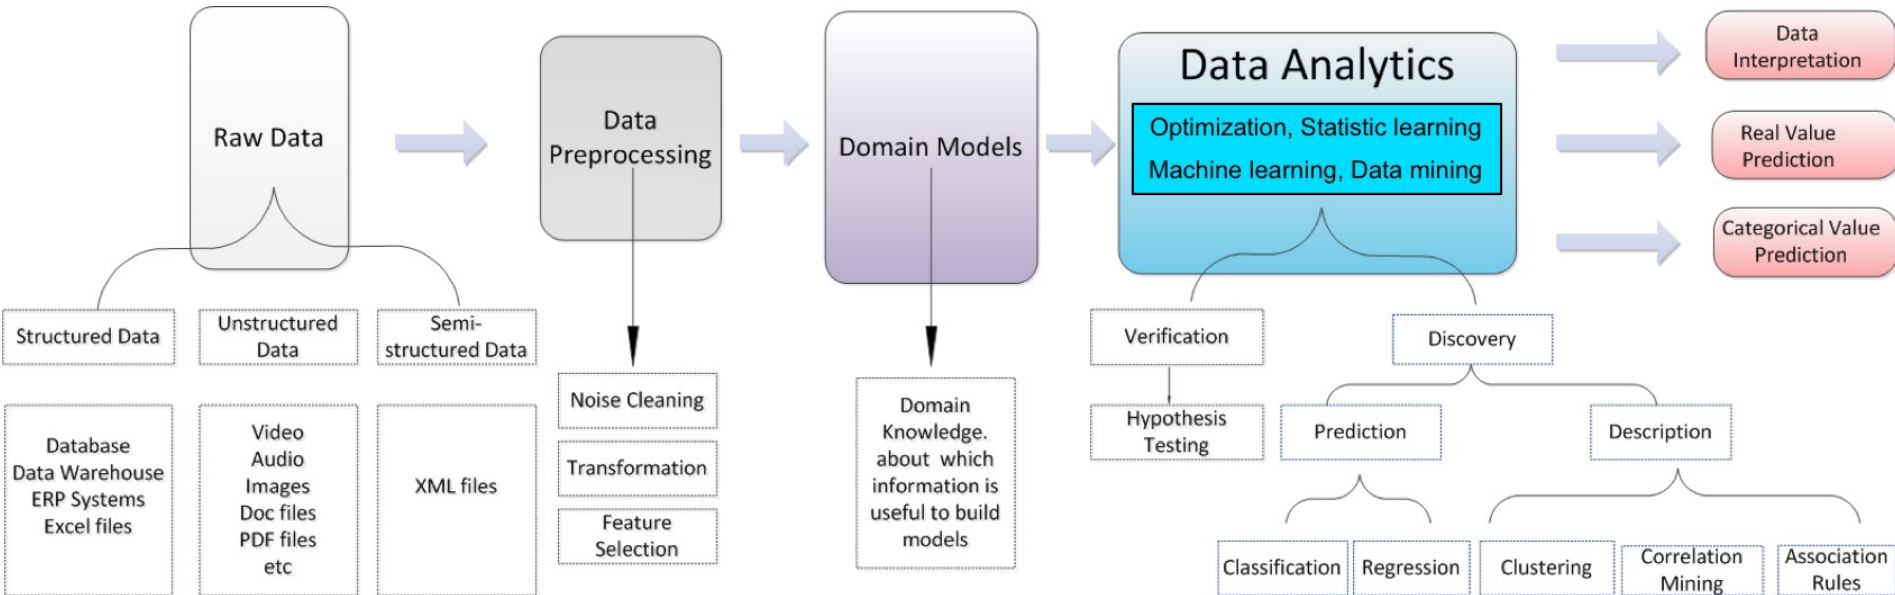 Raw Data
Data
Preprocessing
Domain Models
Data Analytics
Optimization, Statistic learning
Machine learning, Data mining
Data
Interpretation
Real Value
Prediction
Categorical Value
Prediction
Structured Data
Unstructured
Data
Semi-
structured Data
Database
Data Warehouse
ERP Systems
Excel files
Video
Audio
Images
Doc files
PDF files
etc
XML files
Noise Cleaning
Transformation
Feature
Selection
Domain
Knowledge.
about which
information is
useful to build
models
Verification
Hypothesis
Testing
Discovery
Prediction
Description
Classification
Regression
Clustering
Correlation
Mining
Association
Rules